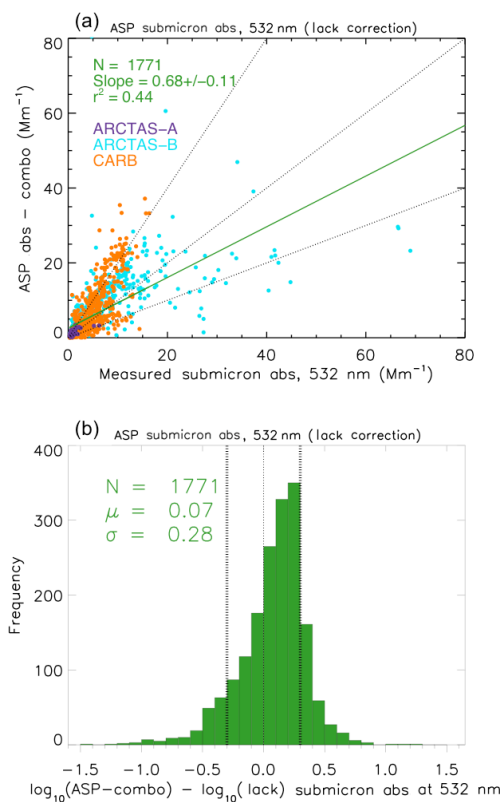 (a) ASP submicron abs, 532 nm (lack correction)
80
60
40
20
0
ASP abs – combo (Mm⁻¹)
N = 1771
Slope = 0.68+/-0.11
r² = 0.44
ARCTAS-A
ARCTAS-B
CARB
0 20 40 60 80
Measured submicron abs, 532 nm (Mm⁻¹)
(b) ASP submicron abs, 532 nm (lack correction)
400
300
200
100
0
Frequency
N = 1771
μ = 0.07
σ = 0.28
−1.5 −1.0 −0.5 0.0 0.5 1.0 1.5
log₁₀(ASP-combo) − log₁₀(lack) submicron abs at 532 nm